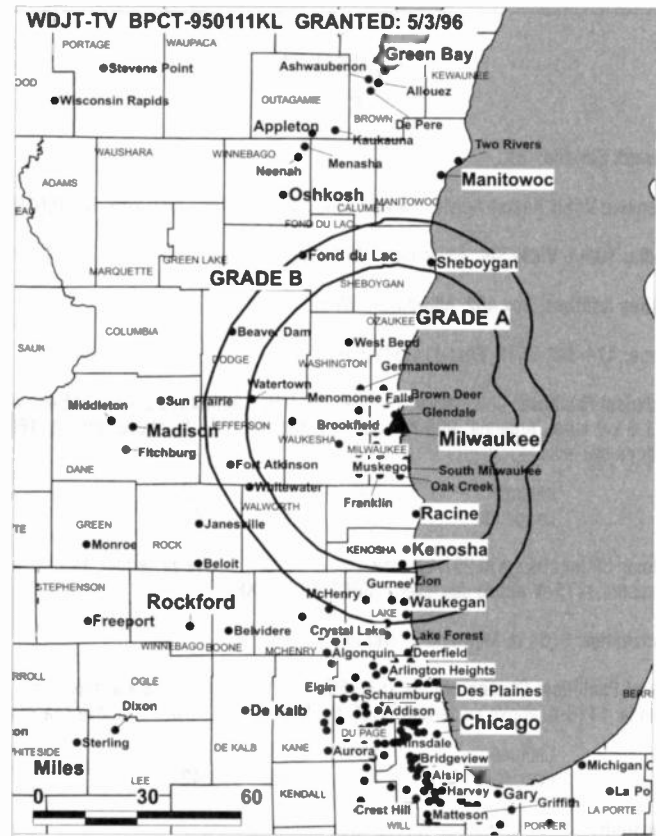 WDJT-TV BPCT-950111KL GRANTED: 5/3/96
PORTAGE
WAUPACA
Green Bay
Stevens Point
Ashwaubenon
KEWAUNEE
Allouez
Wisconsin Rapids
OUTAGAMIE
BROWN
De Pere
Appleton
Kaukauna
WAUSHARA
WINNEBAGO
Menasha
Two Rivers
Neenah
Manitowoc
ADAMS
Oshkosh
CALUMET
MANITOWOC
FOND DU LAC
Fond du Lac
Sheboygan
GREEN LAKE
MARQUETTE
GRADE B
SHEBOYGAN
GRADE A
OZAUKEE
COLUMBIA
Beaver Dam
West Bend
SAUK
DODGE
WASHINGTON
Germantown
Watertown
Menomonee Falls
Brown Deer
Middleton
Sun Prairie
Glendale
Madison
JEFFERSON
Brookfield
Milwaukee
WAUKESHA
MILWAUKEE
Fitchburg
DANE
Fort Atkinson
Muskego
South Milwaukee
Whitewater
Franklin
Oak Creek
WALWORTH
GREEN
Janesville
Racine
Monroe
ROCK
KENOSHA
Kenosha
Beloit
STEPHENSON
Gurnee
Zion
McHenry
Rockford
LAKE
Waukegan
Freeport
Belvidere
Crystal Lake
Lake Forest
WINNEBAGO
BOONE
MCHENRY
Algonquin
Deerfield
OGLE
Arlington Heights
Elgin
Schaumburg
Des Plaines
Dixon
De Kalb
Addison
Chicago
Sterling
DU PAGE
DE KALB
KANE
Hinsdale
Aurora
Bridgeview
Michigan C
Miles
LEE
Alsip
KENDALL
Harvey
Gary
La Po
0 30 60
Crest Hill
Matteson
Griffith
LA PORTE
WILL
PORTER